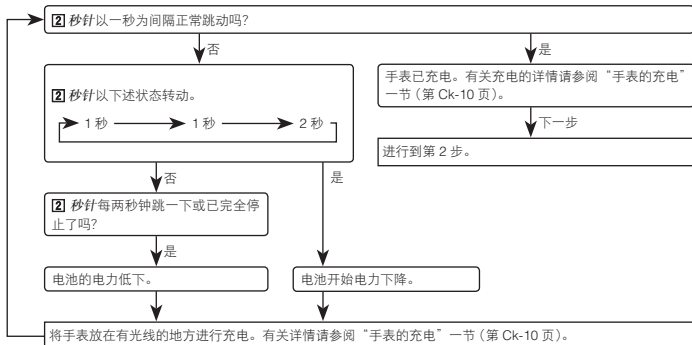 2 秒针以一秒为间隔正常跳动吗?
否
是
2 秒针以下述状态转动。
1 秒 1 秒 2 秒
手表已充电。有关充电的详情请参阅“手表的充电”
一节(第 Ck-10 页)。
下一步
进行到第 2 步。
否
是
2 秒针每两秒钟跳一下或已完全停
止了吗?
是
电池的电力低下。
电池开始电力下降。
将手表放在有光线的地方进行充电。有关详情请参阅“手表的充电”一节(第 Ck-10 页)。